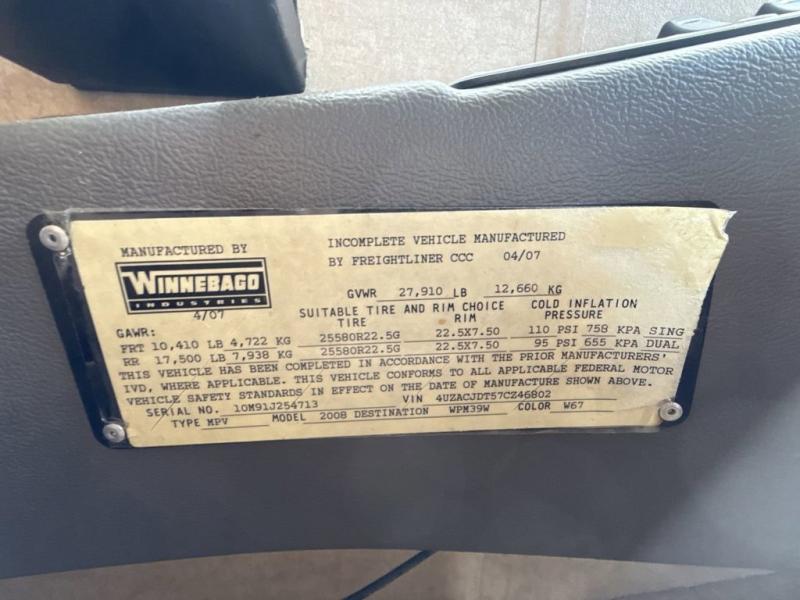 MANUFACTURED BY
INCOMPLETE VEHICLE MANUFACTURED
BY FREIGHTLINER CCC 04/07
WINNEBAGO
INDUSTRIES
4/07
GVWR 27,910 LB 12,660 KG
SUITABLE TIRE AND RIM CHOICE COLD INFLATION
TIRE RIM PRESSURE
GAWR:
FRT 10,410 LB 4,722 KG 25580R22.5G 22.5X7.50 110 PSI 758 KPA SING
RR 17,500 LB 7,938 KG 25580R22.5G 22.5X7.50 95 PSI 655 KPA DUAL
THIS VEHICLE HAS BEEN COMPLETED IN ACCORDANCE WITH THE PRIOR MANUFACTURERS'
IVD, WHERE APPLICABLE. THIS VEHICLE CONFORMS TO ALL APPLICABLE FEDERAL MOTOR
VEHICLE SAFETY STANDARDS IN EFFECT ON THE DATE OF MANUFACTURE SHOWN ABOVE.
SERIAL NO. 10M91J254713 VIN 4UZACJDT57CZ46802
TYPE MPV MODEL 2008 DESTINATION WPM39W COLOR W67